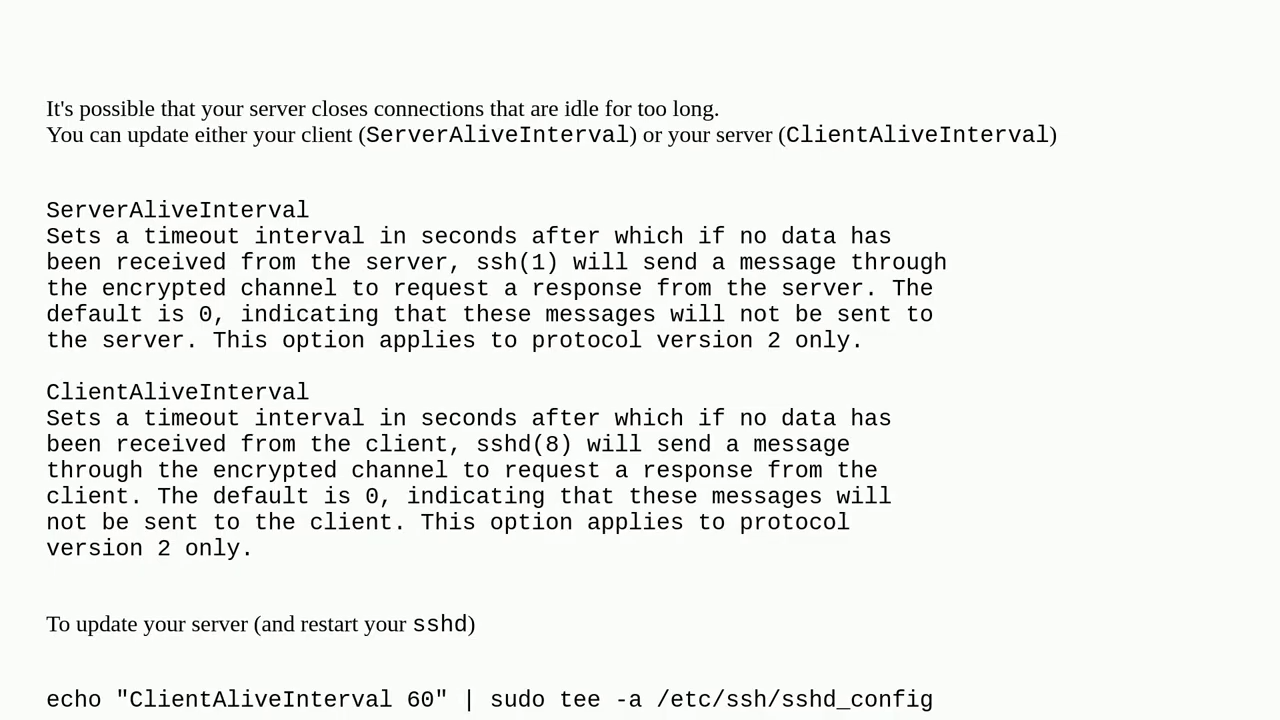 It's possible that your server closes connections that are idle for too long.
You can update either your client (ServerAliveInterval) or your server (ClientAliveInterval)
ServerAliveInterval
Sets a timeout interval in seconds after which if no data has
been received from the server, ssh(1) will send a message through
the encrypted channel to request a response from the server. The
default is 0, indicating that these messages will not be sent to
the server. This option applies to protocol version 2 only.
ClientAliveInterval
Sets a timeout interval in seconds after which if no data has
been received from the client, sshd(8) will send a message
through the encrypted channel to request a response from the
client. The default is 0, indicating that these messages will
not be sent to the client. This option applies to protocol
version 2 only.
To update your server (and restart your sshd)
echo "ClientAliveInterval 60" | sudo tee -a /etc/ssh/sshd_config